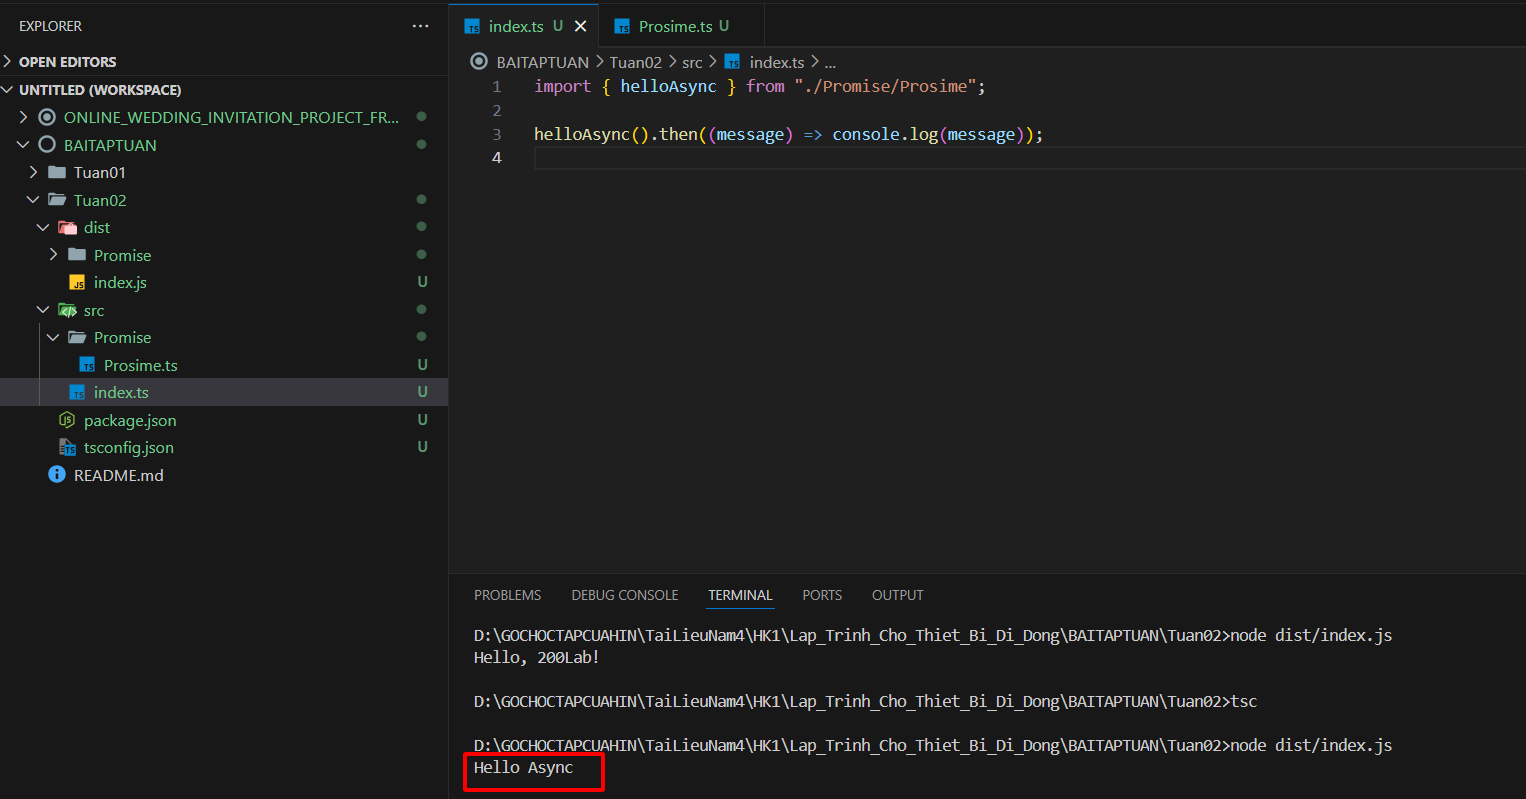 EXPLORER
···
OPEN EDITORS
UNTITLED (WORKSPACE)
ONLINE_WEDDING_INVITATION_PROJECT_FR...
BAITAPTUAN
Tuan01
Tuan02
dist
Promise
JS index.js U
src
Promise
TS Prosime.ts U
TS index.ts U
JS package.json U
TS tsconfig.json U
README.md
TS index.ts U
TS Prosime.ts U
BAITAPTUAN > Tuan02 > src > TS index.ts > ...
1 import { helloAsync } from "./Promise/Prosime";
2
3 helloAsync().then((message) => console.log(message));
4
PROBLEMS DEBUG CONSOLE TERMINAL PORTS OUTPUT
D:\GOCHOCTAPCUAHIN\TaiLieuNam4\HK1\Lap_Trinh_Cho_Thiet_Bi_Di_Dong\BAITAPTUAN\Tuan02>node dist/index.js
Hello, 200Lab!
D:\GOCHOCTAPCUAHIN\TaiLieuNam4\HK1\Lap_Trinh_Cho_Thiet_Bi_Di_Dong\BAITAPTUAN\Tuan02>tsc
D:\GOCHOCTAPCUAHIN\TaiLieuNam4\HK1\Lap_Trinh_Cho_Thiet_Bi_Di_Dong\BAITAPTUAN\Tuan02>node dist/index.js
Hello Async